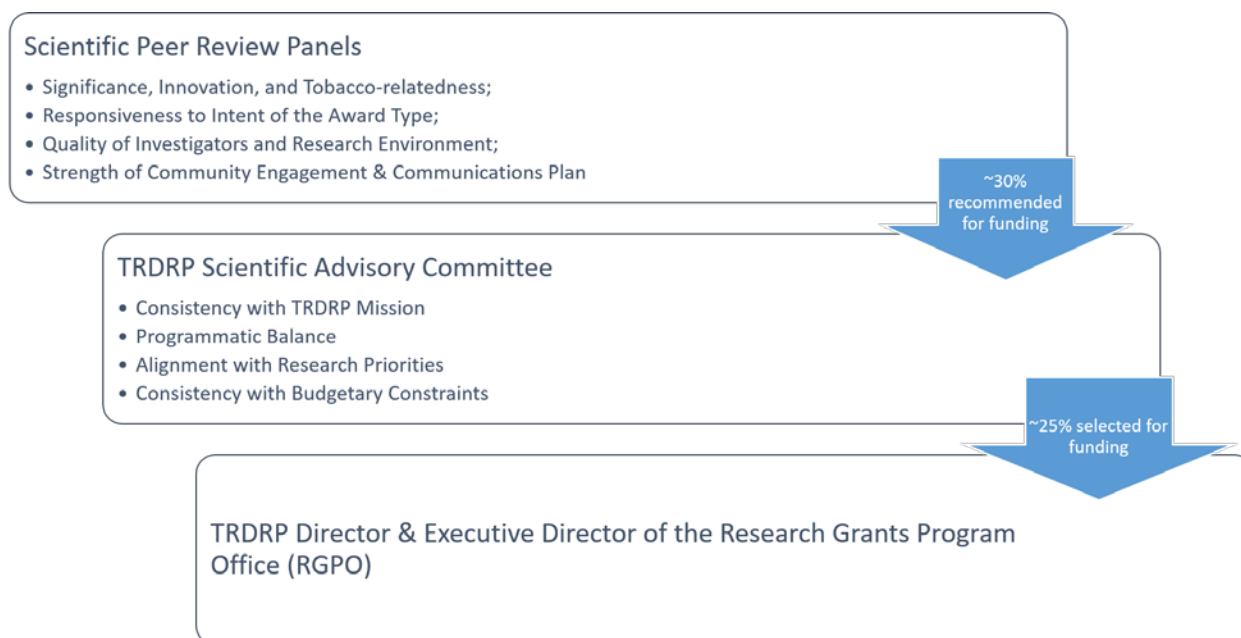 Scientific Peer Review Panels
• Significance, Innovation, and Tobacco-relatedness;
• Responsiveness to Intent of the Award Type;
• Quality of Investigators and Research Environment;
• Strength of Community Engagement & Communications Plan
~30%
recommended
for funding
TRDRP Scientific Advisory Committee
• Consistency with TRDRP Mission
• Programmatic Balance
• Alignment with Research Priorities
• Consistency with Budgetary Constraints
~25% selected for
funding
TRDRP Director & Executive Director of the Research Grants Program
Office (RGPO)